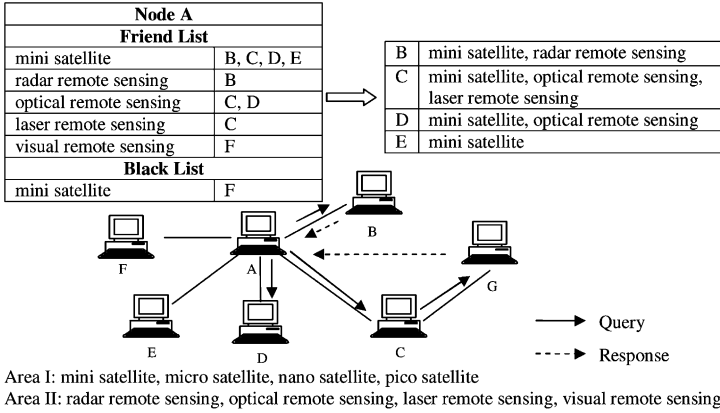 Node A
Friend List
mini satellite B, C, D, E
radar remote sensing B
optical remote sensing C, D
laser remote sensing C
visual remote sensing F
Black List
mini satellite F
B mini satellite, radar remote sensing
C mini satellite, optical remote sensing,
laser remote sensing
D mini satellite, optical remote sensing
E mini satellite
B
F
A
G
E
D
C
Query
Response
Area I: mini satellite, micro satellite, nano satellite, pico satellite
Area II: radar remote sensing, optical remote sensing, laser remote sensing, visual remote sensing